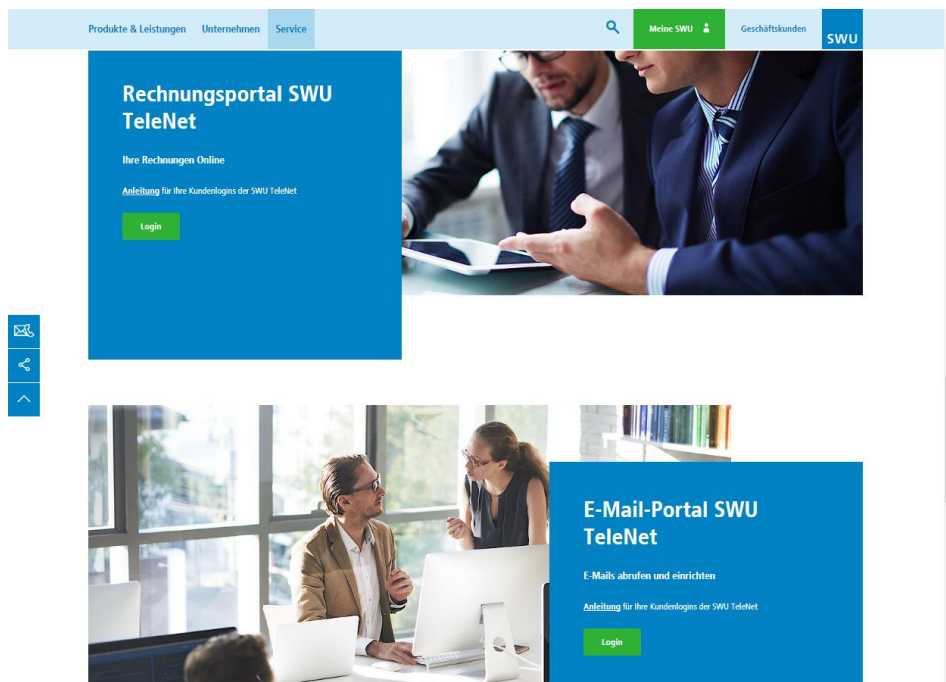 Produkte & Leistungen Unternehmen Service Meine SWU Geschäftskunden SWU
Rechnungsportal SWU
TeleNet
Ihre Rechnungen Online
Anleitung für Ihre Kundenlogins der SWU TeleNet
Login
E-Mail-Portal SWU
TeleNet
E-Mails abrufen und einrichten
Anleitung für Ihre Kundenlogins der SWU TeleNet
Login